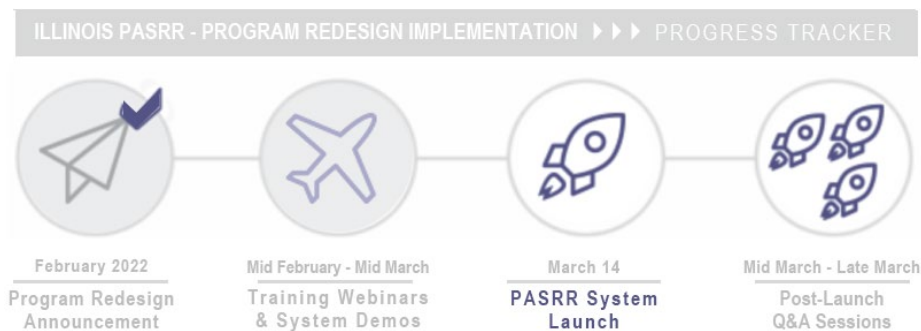 ILLINOIS PASRR - PROGRAM REDESIGN IMPLEMENTATION ▶ ▶ ▶ PROGRESS TRACKER
February 2022
Program Redesign
Announcement
Mid February - Mid March
Training Webinars
& System Demos
March 14
PASRR System
Launch
Mid March - Late March
Post-Launch
Q&A Sessions